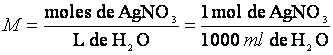 M = moles de AgNO₃ / L de H₂O = 1 mol de AgNO₃ / 1000 ml de H₂O